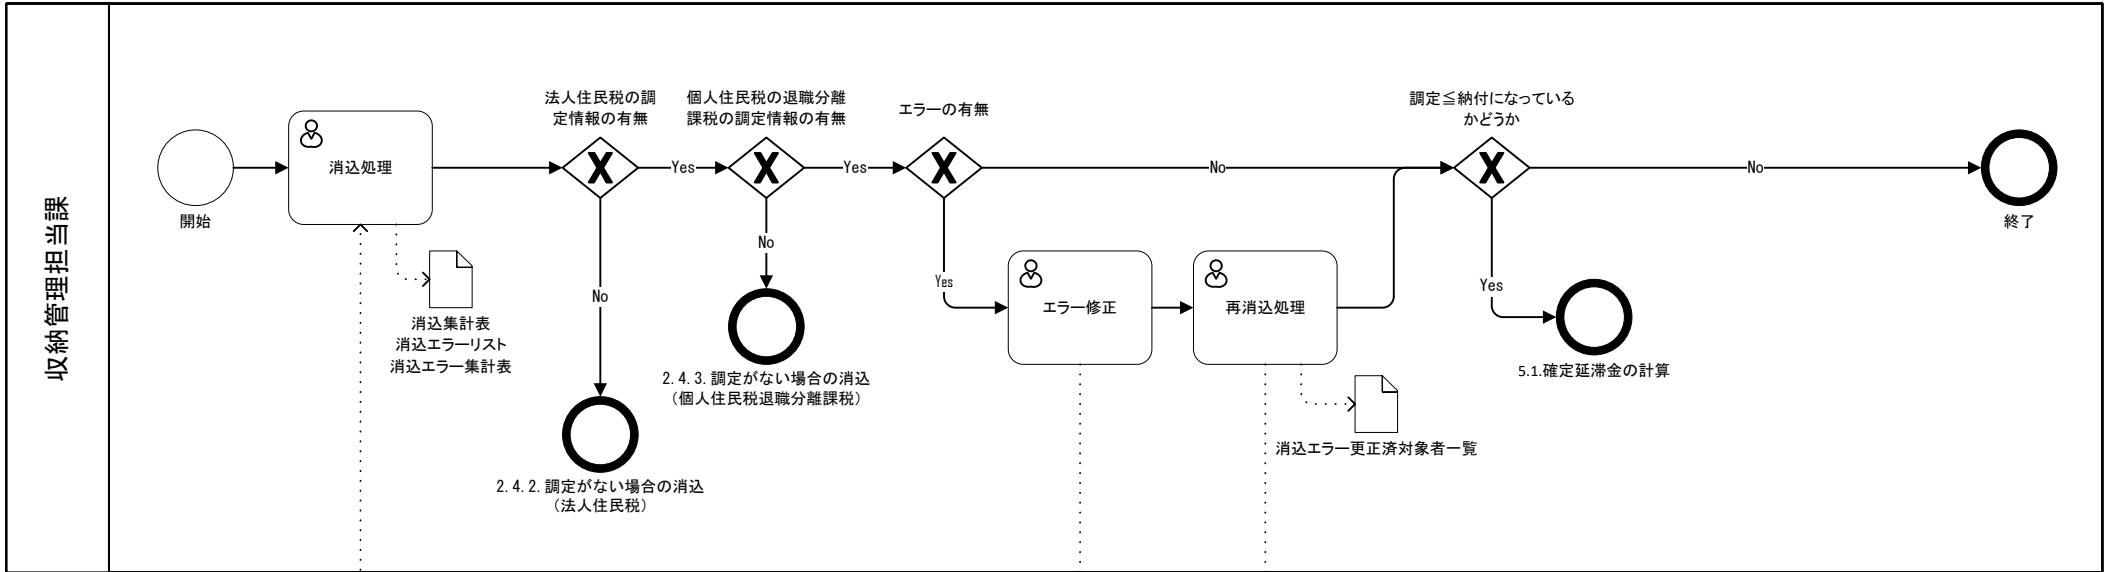 収納管理担当課
開始
消込処理
消込集計表
消込エラーリスト
消込エラー集計表
法人住民税の調
定情報の有無
Yes
No
2.4.2.調定がない場合の消込
（法人住民税）
個人住民税の退職分離
課税の調定情報の有無
Yes
No
2.4.3.調定がない場合の消込
（個人住民税退職分離課税）
エラーの有無
No
Yes
エラー修正
再消込処理
消込エラー更正済対象者一覧
調定≦納付になっている
かどうか
No
Yes
5.1.確定延滞金の計算
終了